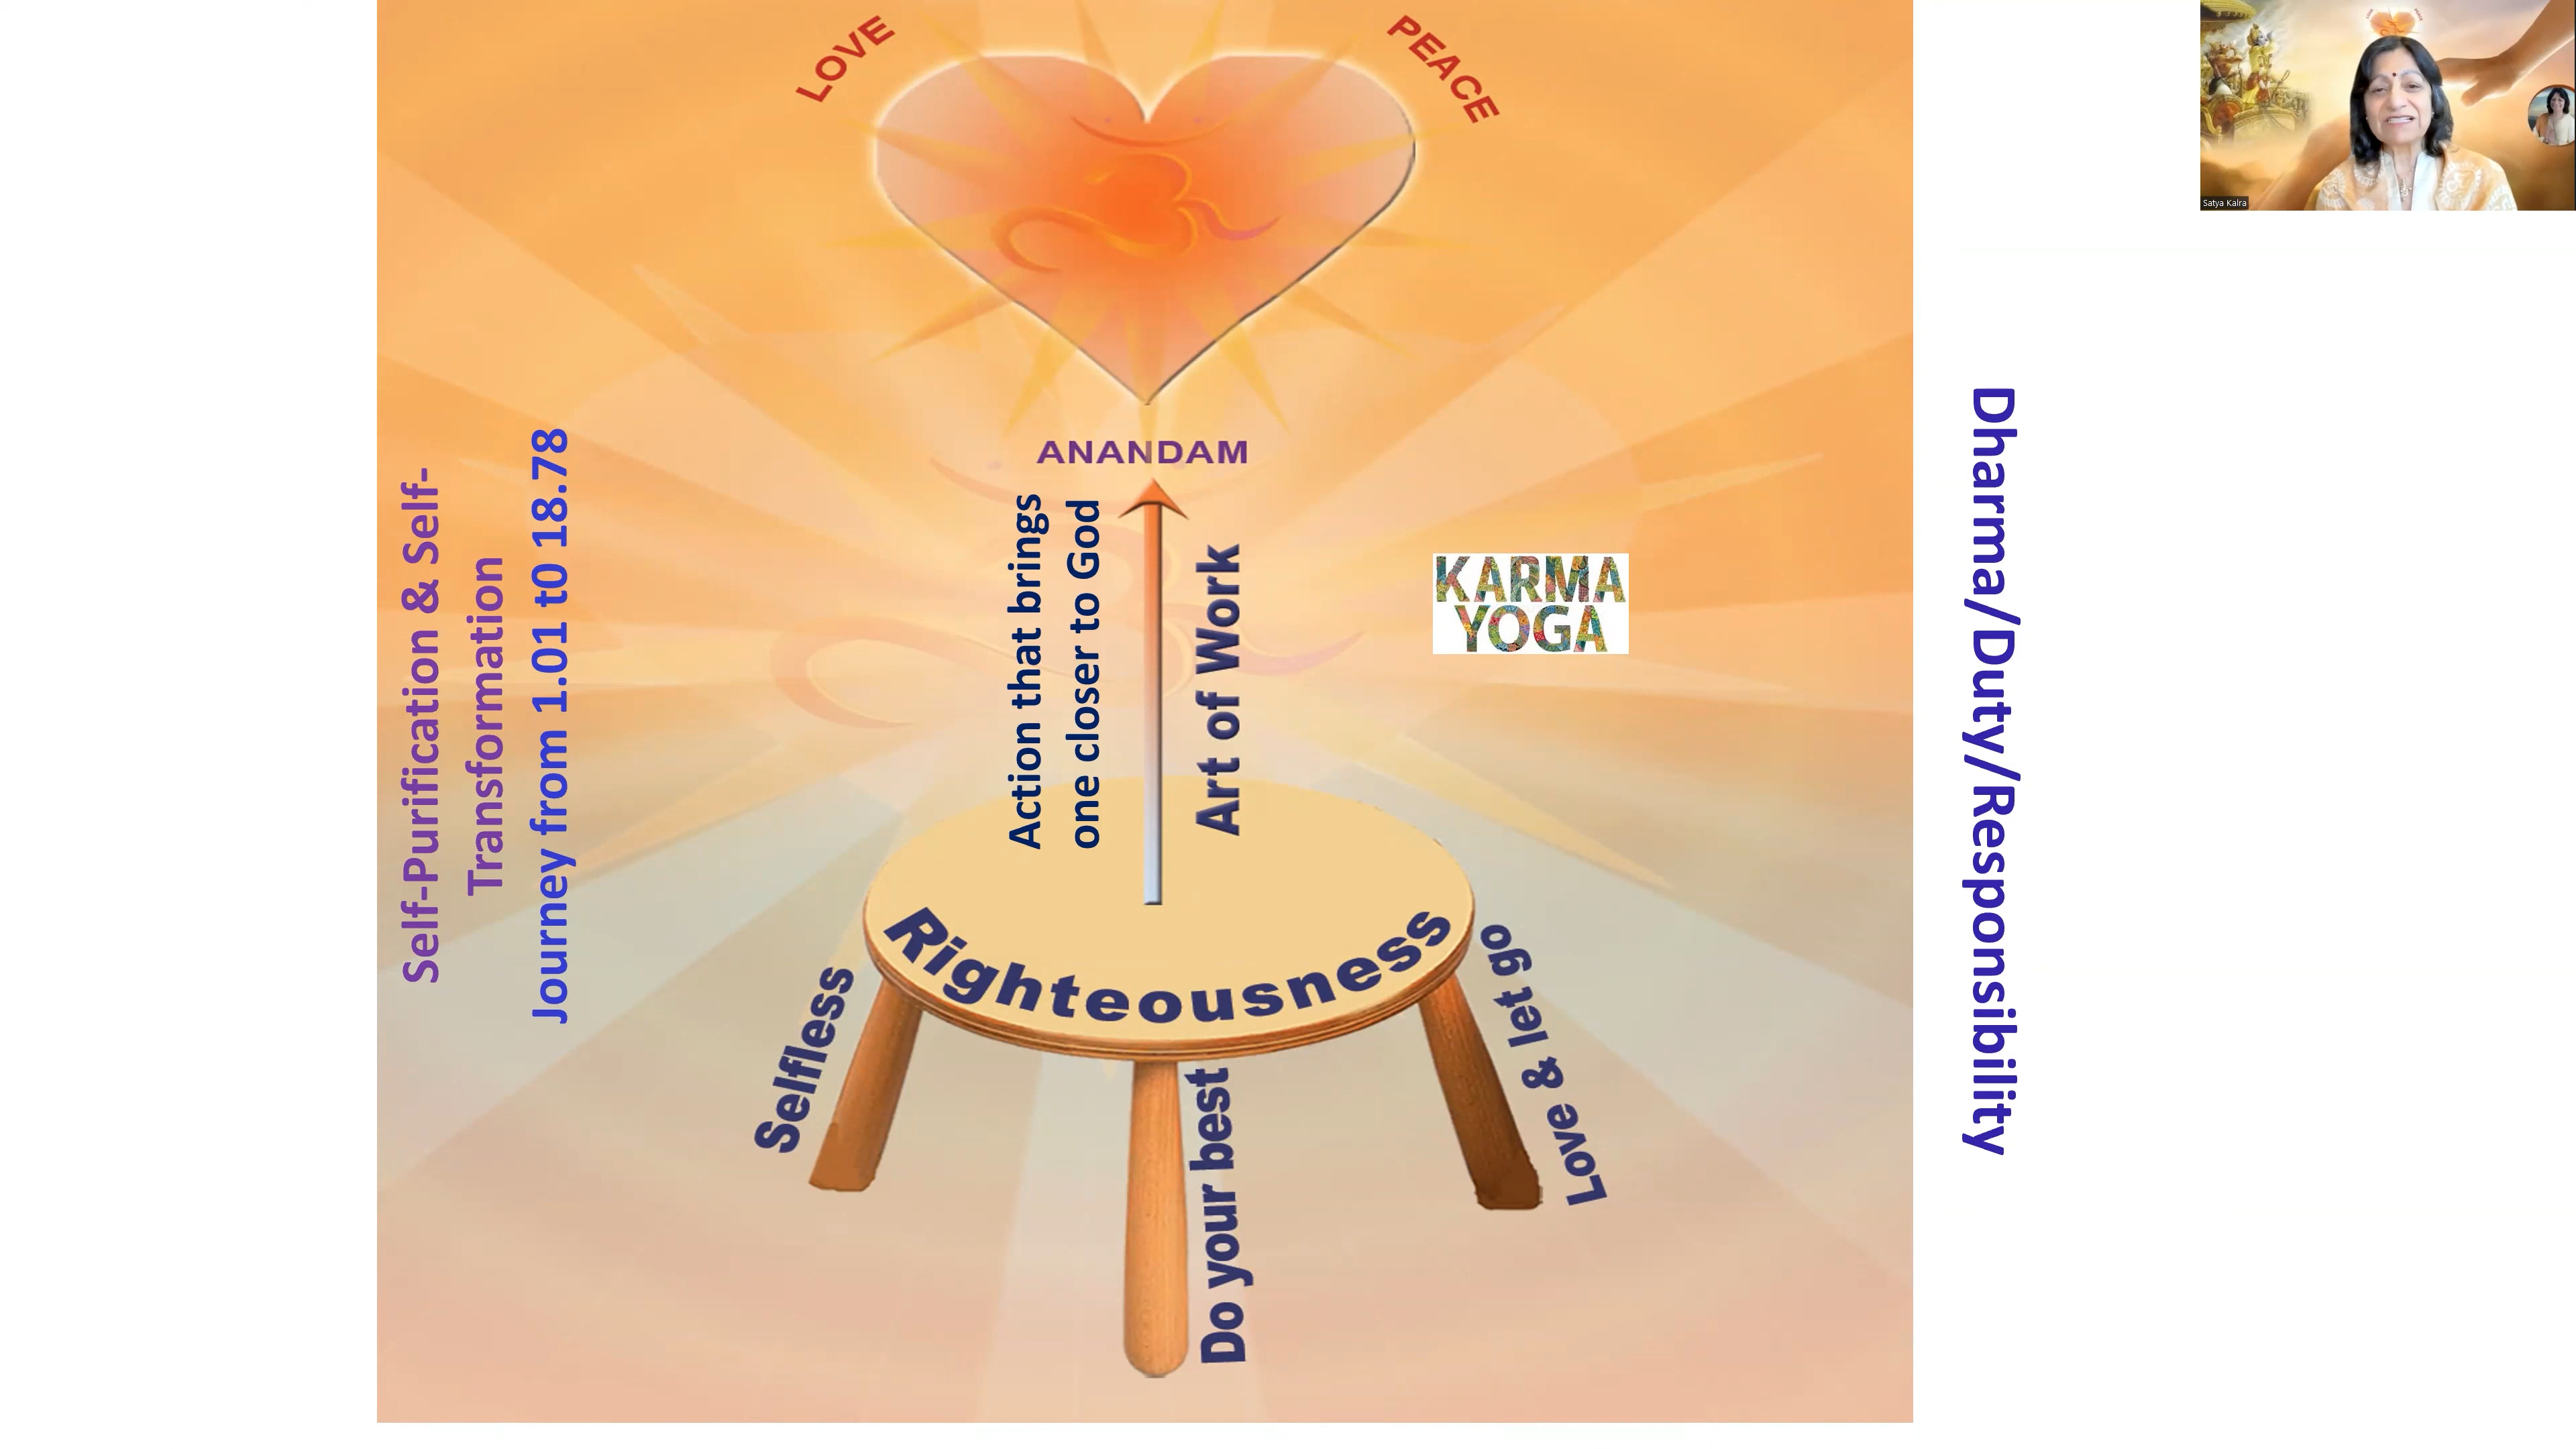 LOVE
PEACE
Satya Kalra
ANANDAM
Self-Purification & Self-
Transformation
Journey from 1.01 t0 18.78
Action that brings
one closer to God
Art of Work
KARMA
YOGA
Dharma/Duty/Responsibility
Righteousness
Selfless
Do your best
Love & let go